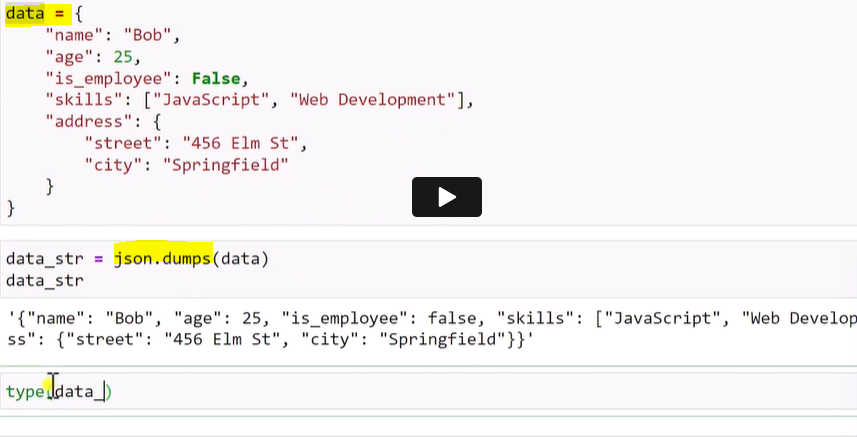 data = {
    "name": "Bob",
    "age": 25,
    "is_employee": False,
    "skills": ["JavaScript", "Web Development"],
    "address": {
        "street": "456 Elm St",
        "city": "Springfield"
    }
}
data_str = json.dumps(data)
data_str
'{"name": "Bob", "age": 25, "is_employee": false, "skills": ["JavaScript", "Web Develop
ss": {"street": "456 Elm St", "city": "Springfield"}}'
type(data_)